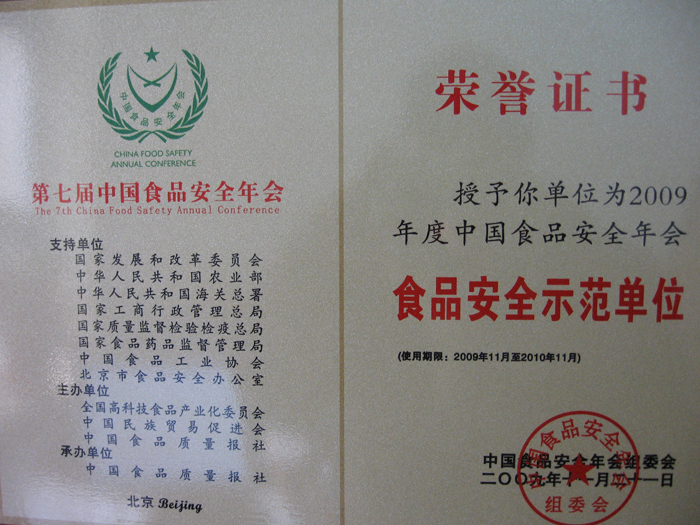 中国食品安全年会
CHINA FOOD SAFETY
ANNUAL CONFERENCE
第七届中国食品安全年会
The 7th China Food Safety Annual Conference
支持单位
国家发展和改革委员会
中华人民共和国农业部
中华人民共和国海关总署
国家工商行政管理总局
国家质量监督检验检疫总局
国家食品药品监督管理局
中国食品工业协会
北京市食品安全办公室
主办单位
全国高科技食品产业化委员会
中国民族贸易促进会
中国食品质量报社
承办单位
中国食品质量报社
北京 Beijing
荣誉证书
授予你单位为2009
年度中国食品安全年会
食品安全示范单位
(使用期限：2009年11月至2010年11月)
中国食品安全年会组委会
二〇〇九年十一月二十一日
中国食品安全年会
组委会